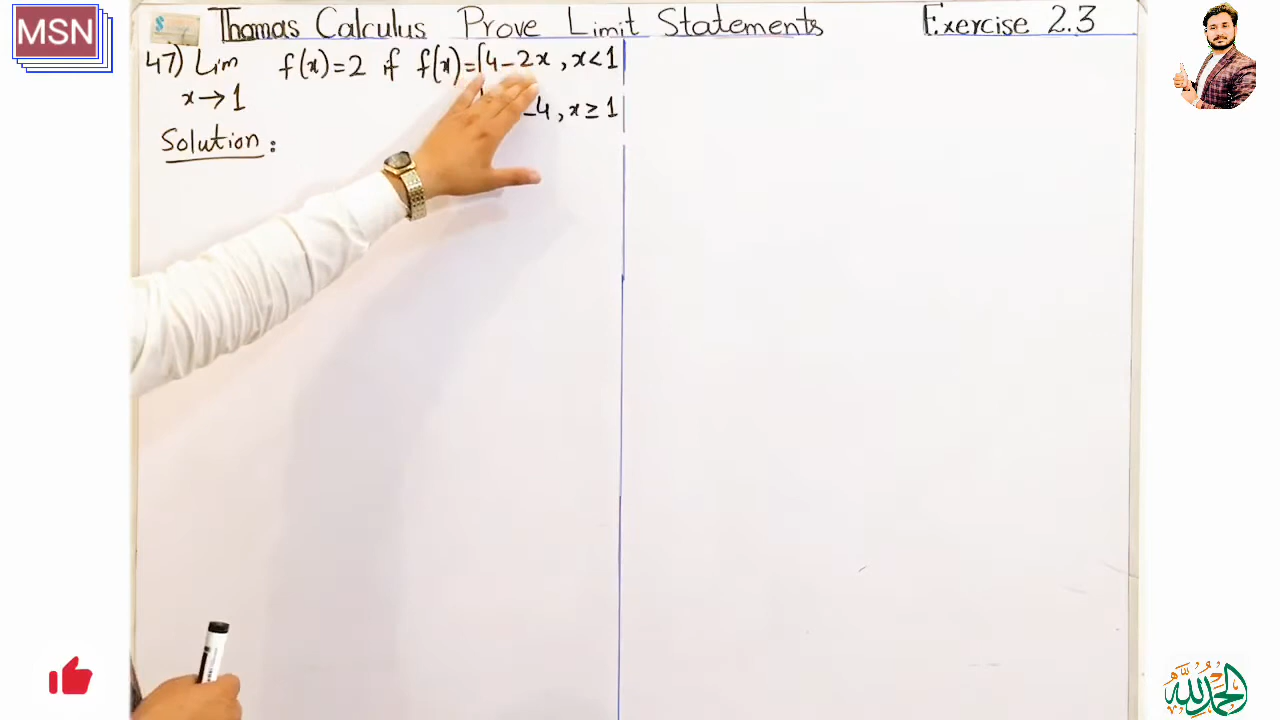 MSN
Thomas Calculus Prove Limit Statements Exercise 2.3
47) Lim f(x)=2 if f(x)={4-2x, x<1
x→1 -4, x≥1
Solution:
الحمدلله